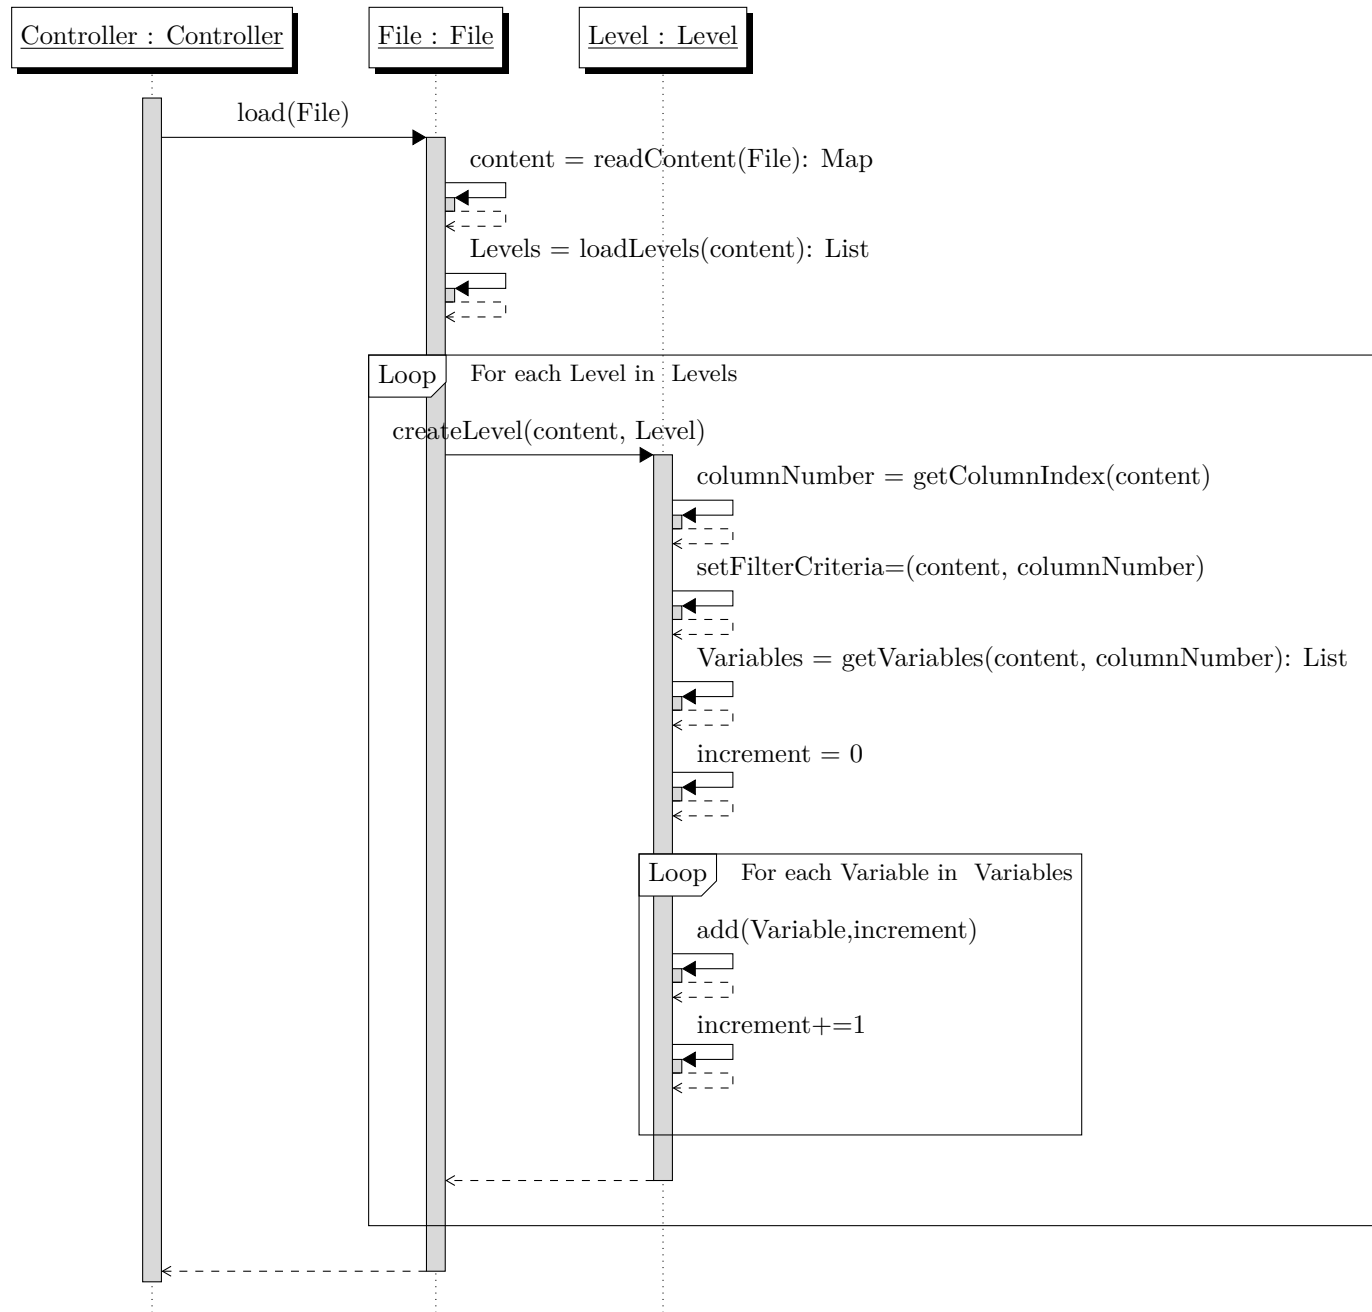 Controller : Controller
File : File
Level : Level
load(File)
content = readContent(File): Map
Levels = loadLevels(content): List
Loop
For each Level in Levels
createLevel(content, Level)
columnNumber = getColumnIndex(content)
setFilterCriteria=(content, columnNumber)
Variables = getVariables(content, columnNumber): List
increment = 0
Loop
For each Variable in Variables
add(Variable,increment)
increment+=1